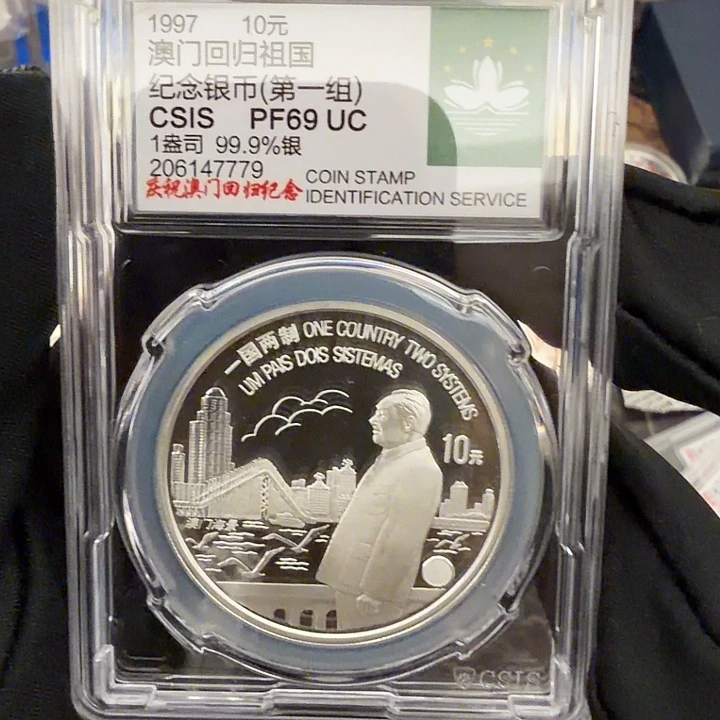 1997 10元
澳门回归祖国
纪念银币(第一组)
CSIS PF69 UC
1盎司 99.9%银
206147779
庆祝澳门回归纪念
COIN STAMP
IDENTIFICATION SERVICE
一国两制 ONE COUNTRY TWO SYSTEMS
UM PAIS DOIS SISTEMAS
10元
澳门海景
CSIS